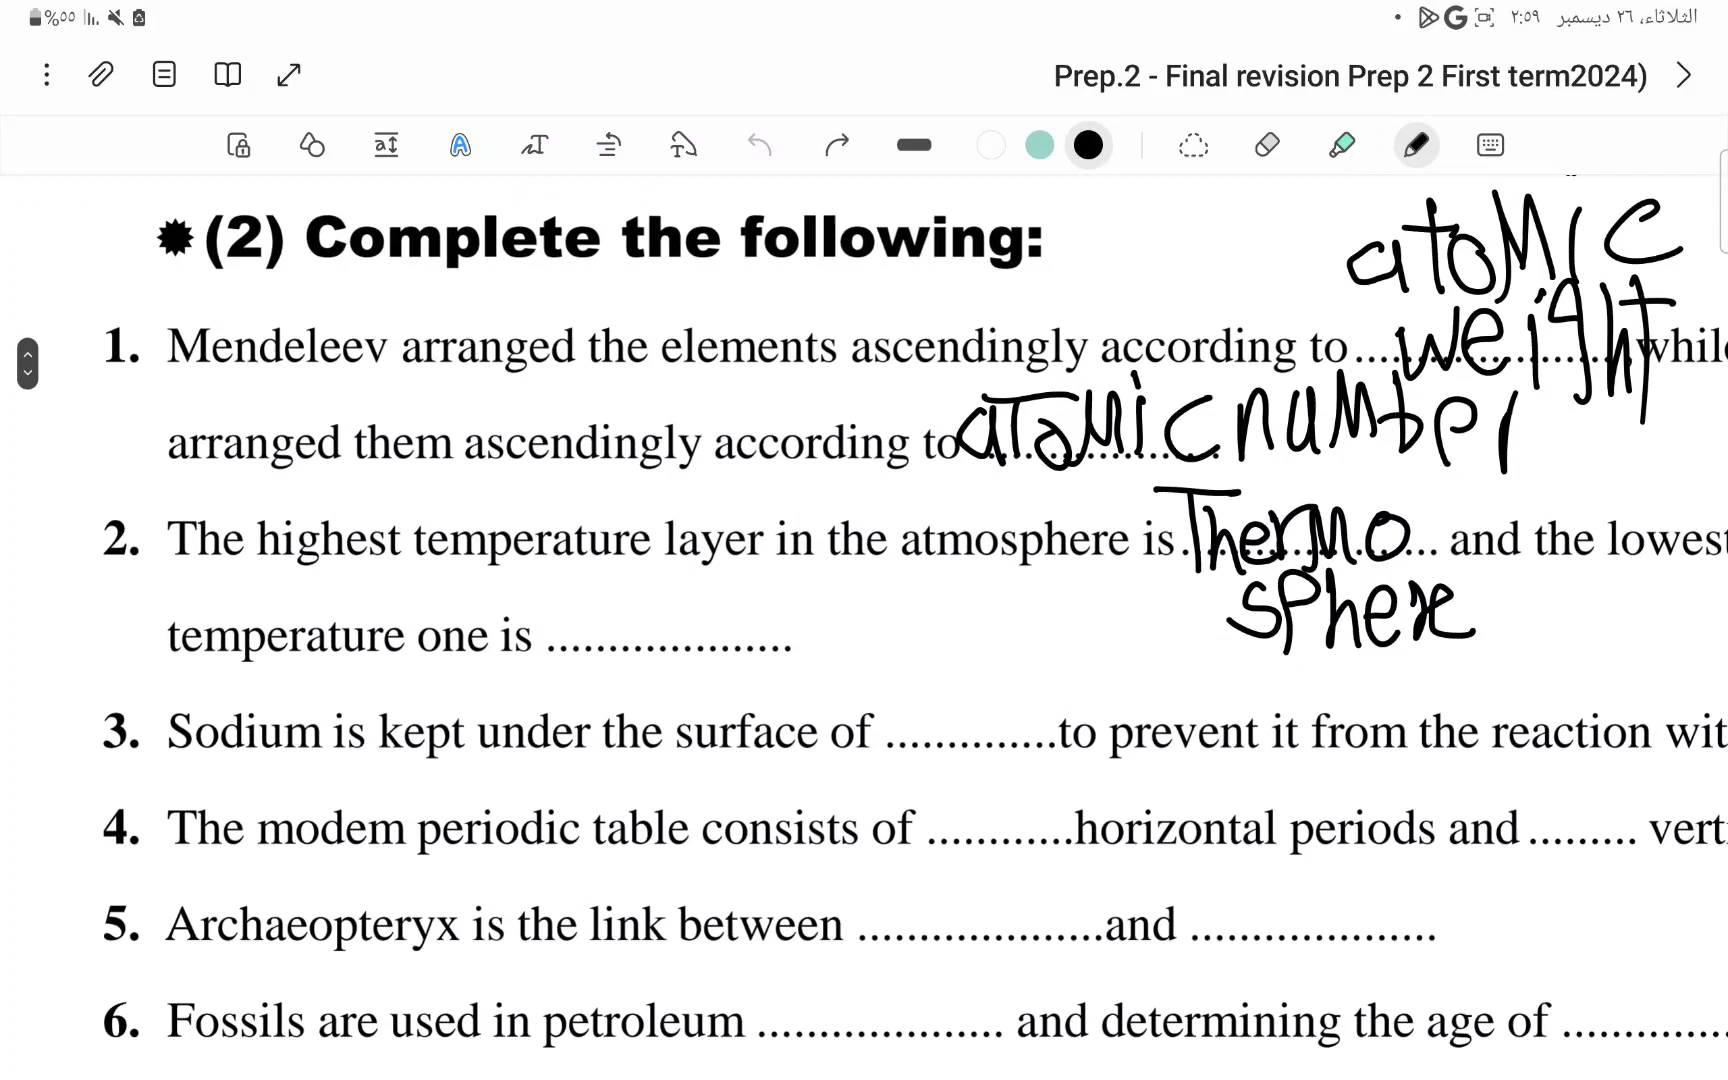 %٥٥
الثلاثاء، ٢٦ ديسمبر ٢:٥٩
Prep.2 - Final revision Prep 2 First term2024)
(2) Complete the following:
atomic
1. Mendeleev arranged the elements ascendingly according to.... weight while
arranged them ascendingly according to atomic number
2. The highest temperature layer in the atmosphere is Thermo ... and the lowest
sphere
temperature one is ....................
3. Sodium is kept under the surface of ..............to prevent it from the reaction wit
4. The modem periodic table consists of ............horizontal periods and ......... vert
5. Archaeopteryx is the link between ....................and ....................
6. Fossils are used in petroleum .................... and determining the age of ..............